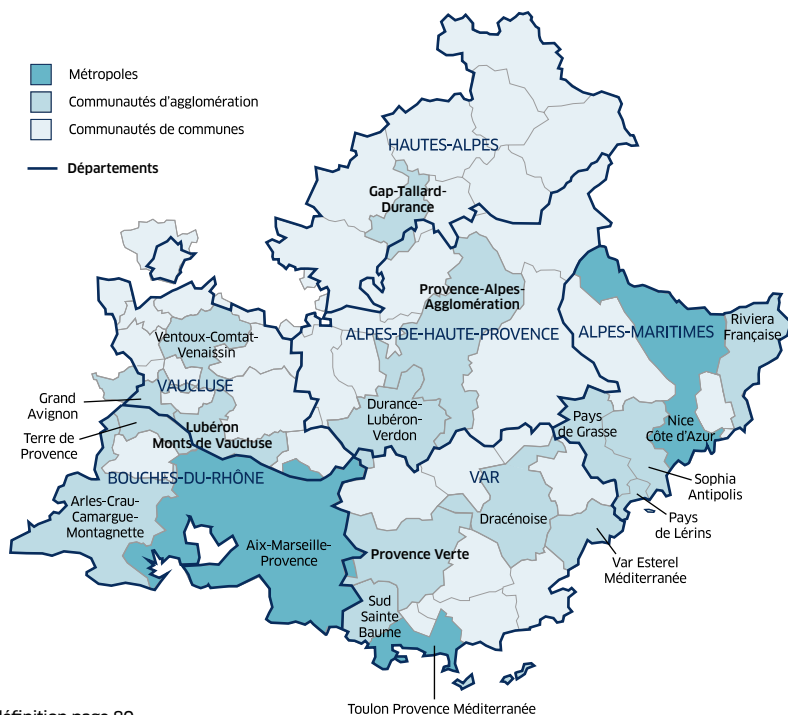 Métropoles
Communautés d'agglomération
Communautés de communes
Départements
HAUTES-ALPES
Gap-Tallard-
Durance
Provence-Alpes-
Agglomération
ALPES-DE-HAUTE-PROVENCE
ALPES-MARITIMES
Riviera
Française
Ventoux-Comtat-
Venaissin
VAUCLUSE
Grand
Avignon
Terre de
Provence
Lubéron
Monts de Vaucluse
Durance-
Lubéron-
Verdon
Pays
de Grasse
Nice
Côte d'Azur
BOUCHES-DU-RHÔNE
VAR
Sophia
Antipolis
Arles-Crau-
Camargue-
Montagnette
Dracénoise
Pays
de Lérins
Aix-Marseille-
Provence
Provence Verte
Var Esterel
Méditerranée
Sud
Sainte
Baume
Toulon Provence Méditerranée